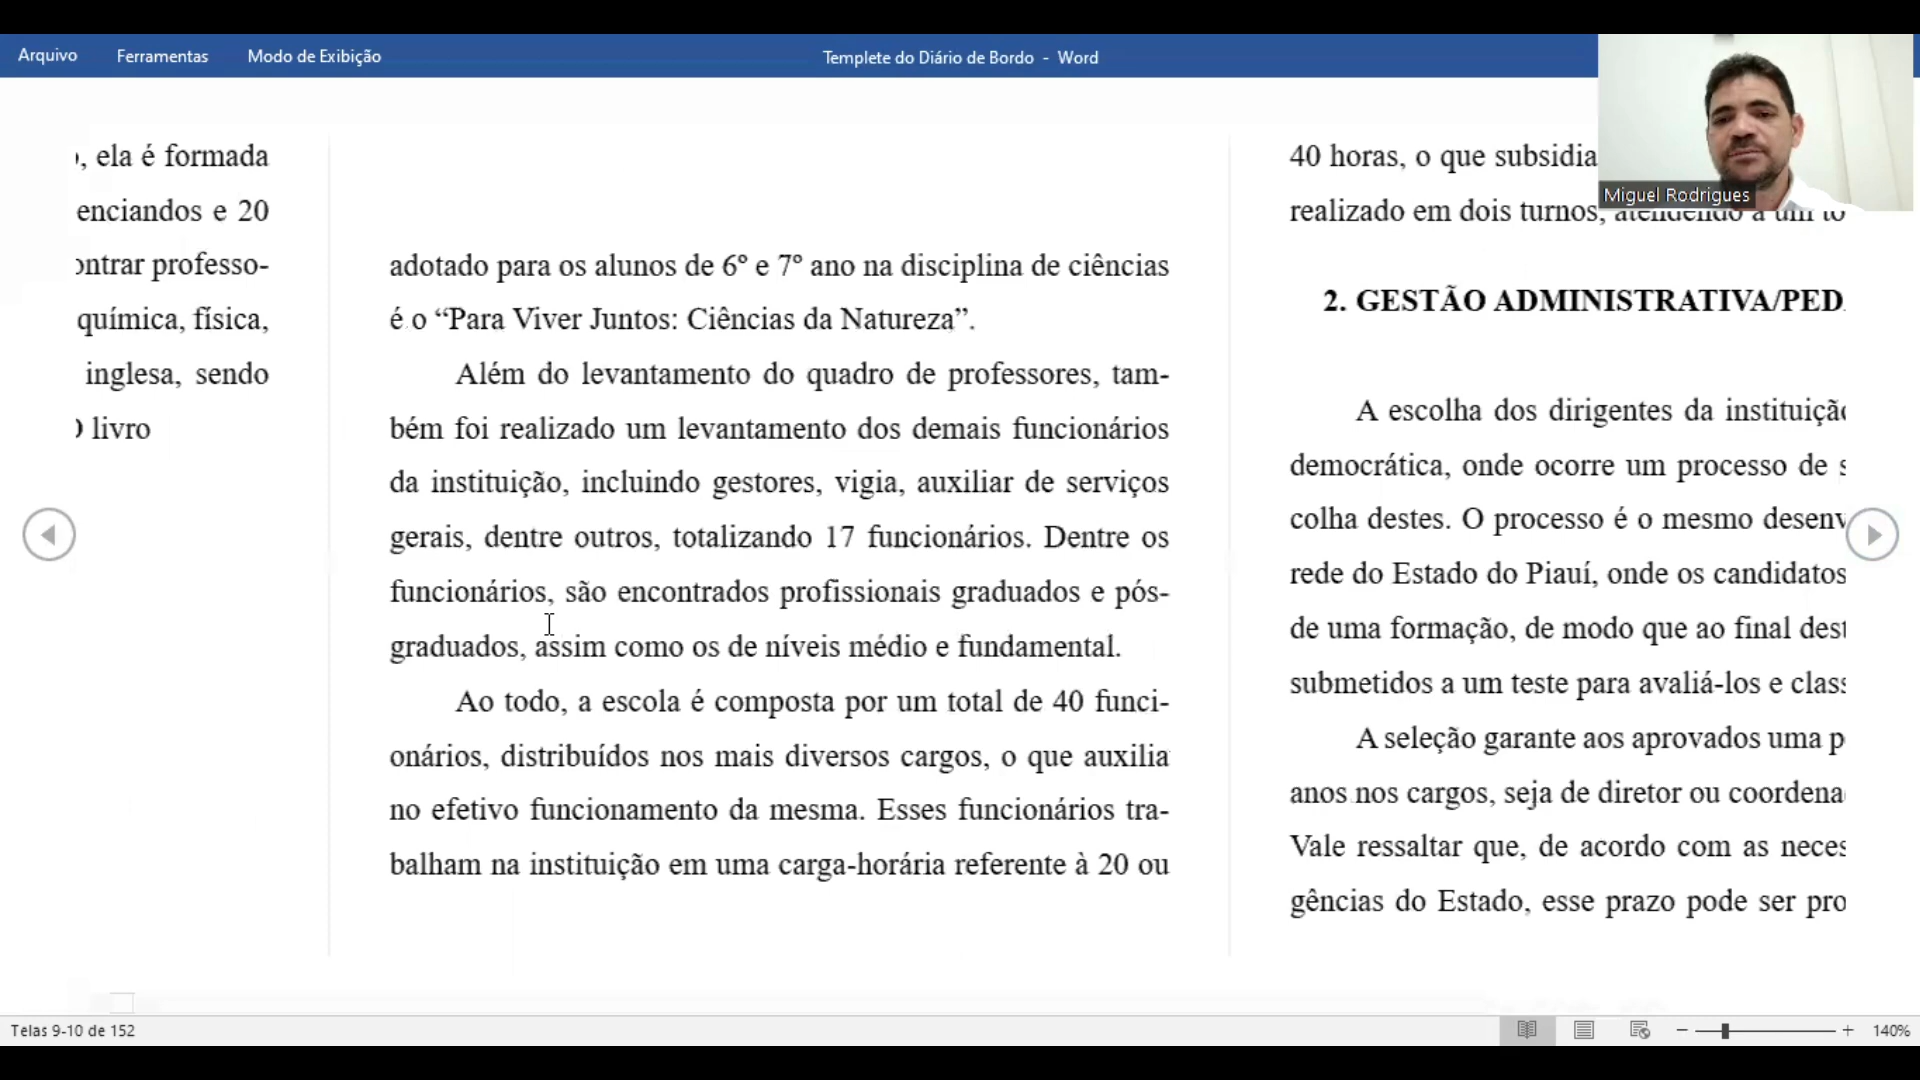 Arquivo Ferramentas Modo de Exibição Templete do Diário de Bordo - Word
Miguel Rodrigues
, ela é formada
enciandos e 20
ontrar professo-
química, física,
inglesa, sendo
livro
adotado para os alunos de 6º e 7º ano na disciplina de ciências
é o “Para Viver Juntos: Ciências da Natureza”.
Além do levantamento do quadro de professores, tam-
bém foi realizado um levantamento dos demais funcionários
da instituição, incluindo gestores, vigia, auxiliar de serviços
gerais, dentre outros, totalizando 17 funcionários. Dentre os
funcionários, são encontrados profissionais graduados e pós-
graduados, assim como os de níveis médio e fundamental.
Ao todo, a escola é composta por um total de 40 funci-
onários, distribuídos nos mais diversos cargos, o que auxilia
no efetivo funcionamento da mesma. Esses funcionários tra-
balham na instituição em uma carga-horária referente à 20 ou
40 horas, o que subsidia
realizado em dois turnos, atendendo a um to
2. GESTÃO ADMINISTRATIVA/PED
A escolha dos dirigentes da instituiçã
democrática, onde ocorre um processo de s
colha destes. O processo é o mesmo desenv
rede do Estado do Piauí, onde os candidatos
de uma formação, de modo que ao final dest
submetidos a um teste para avaliá-los e class
A seleção garante aos aprovados uma p
anos nos cargos, seja de diretor ou coordena
Vale ressaltar que, de acordo com as neces
gências do Estado, esse prazo pode ser pro
Telas 9-10 de 152
140%